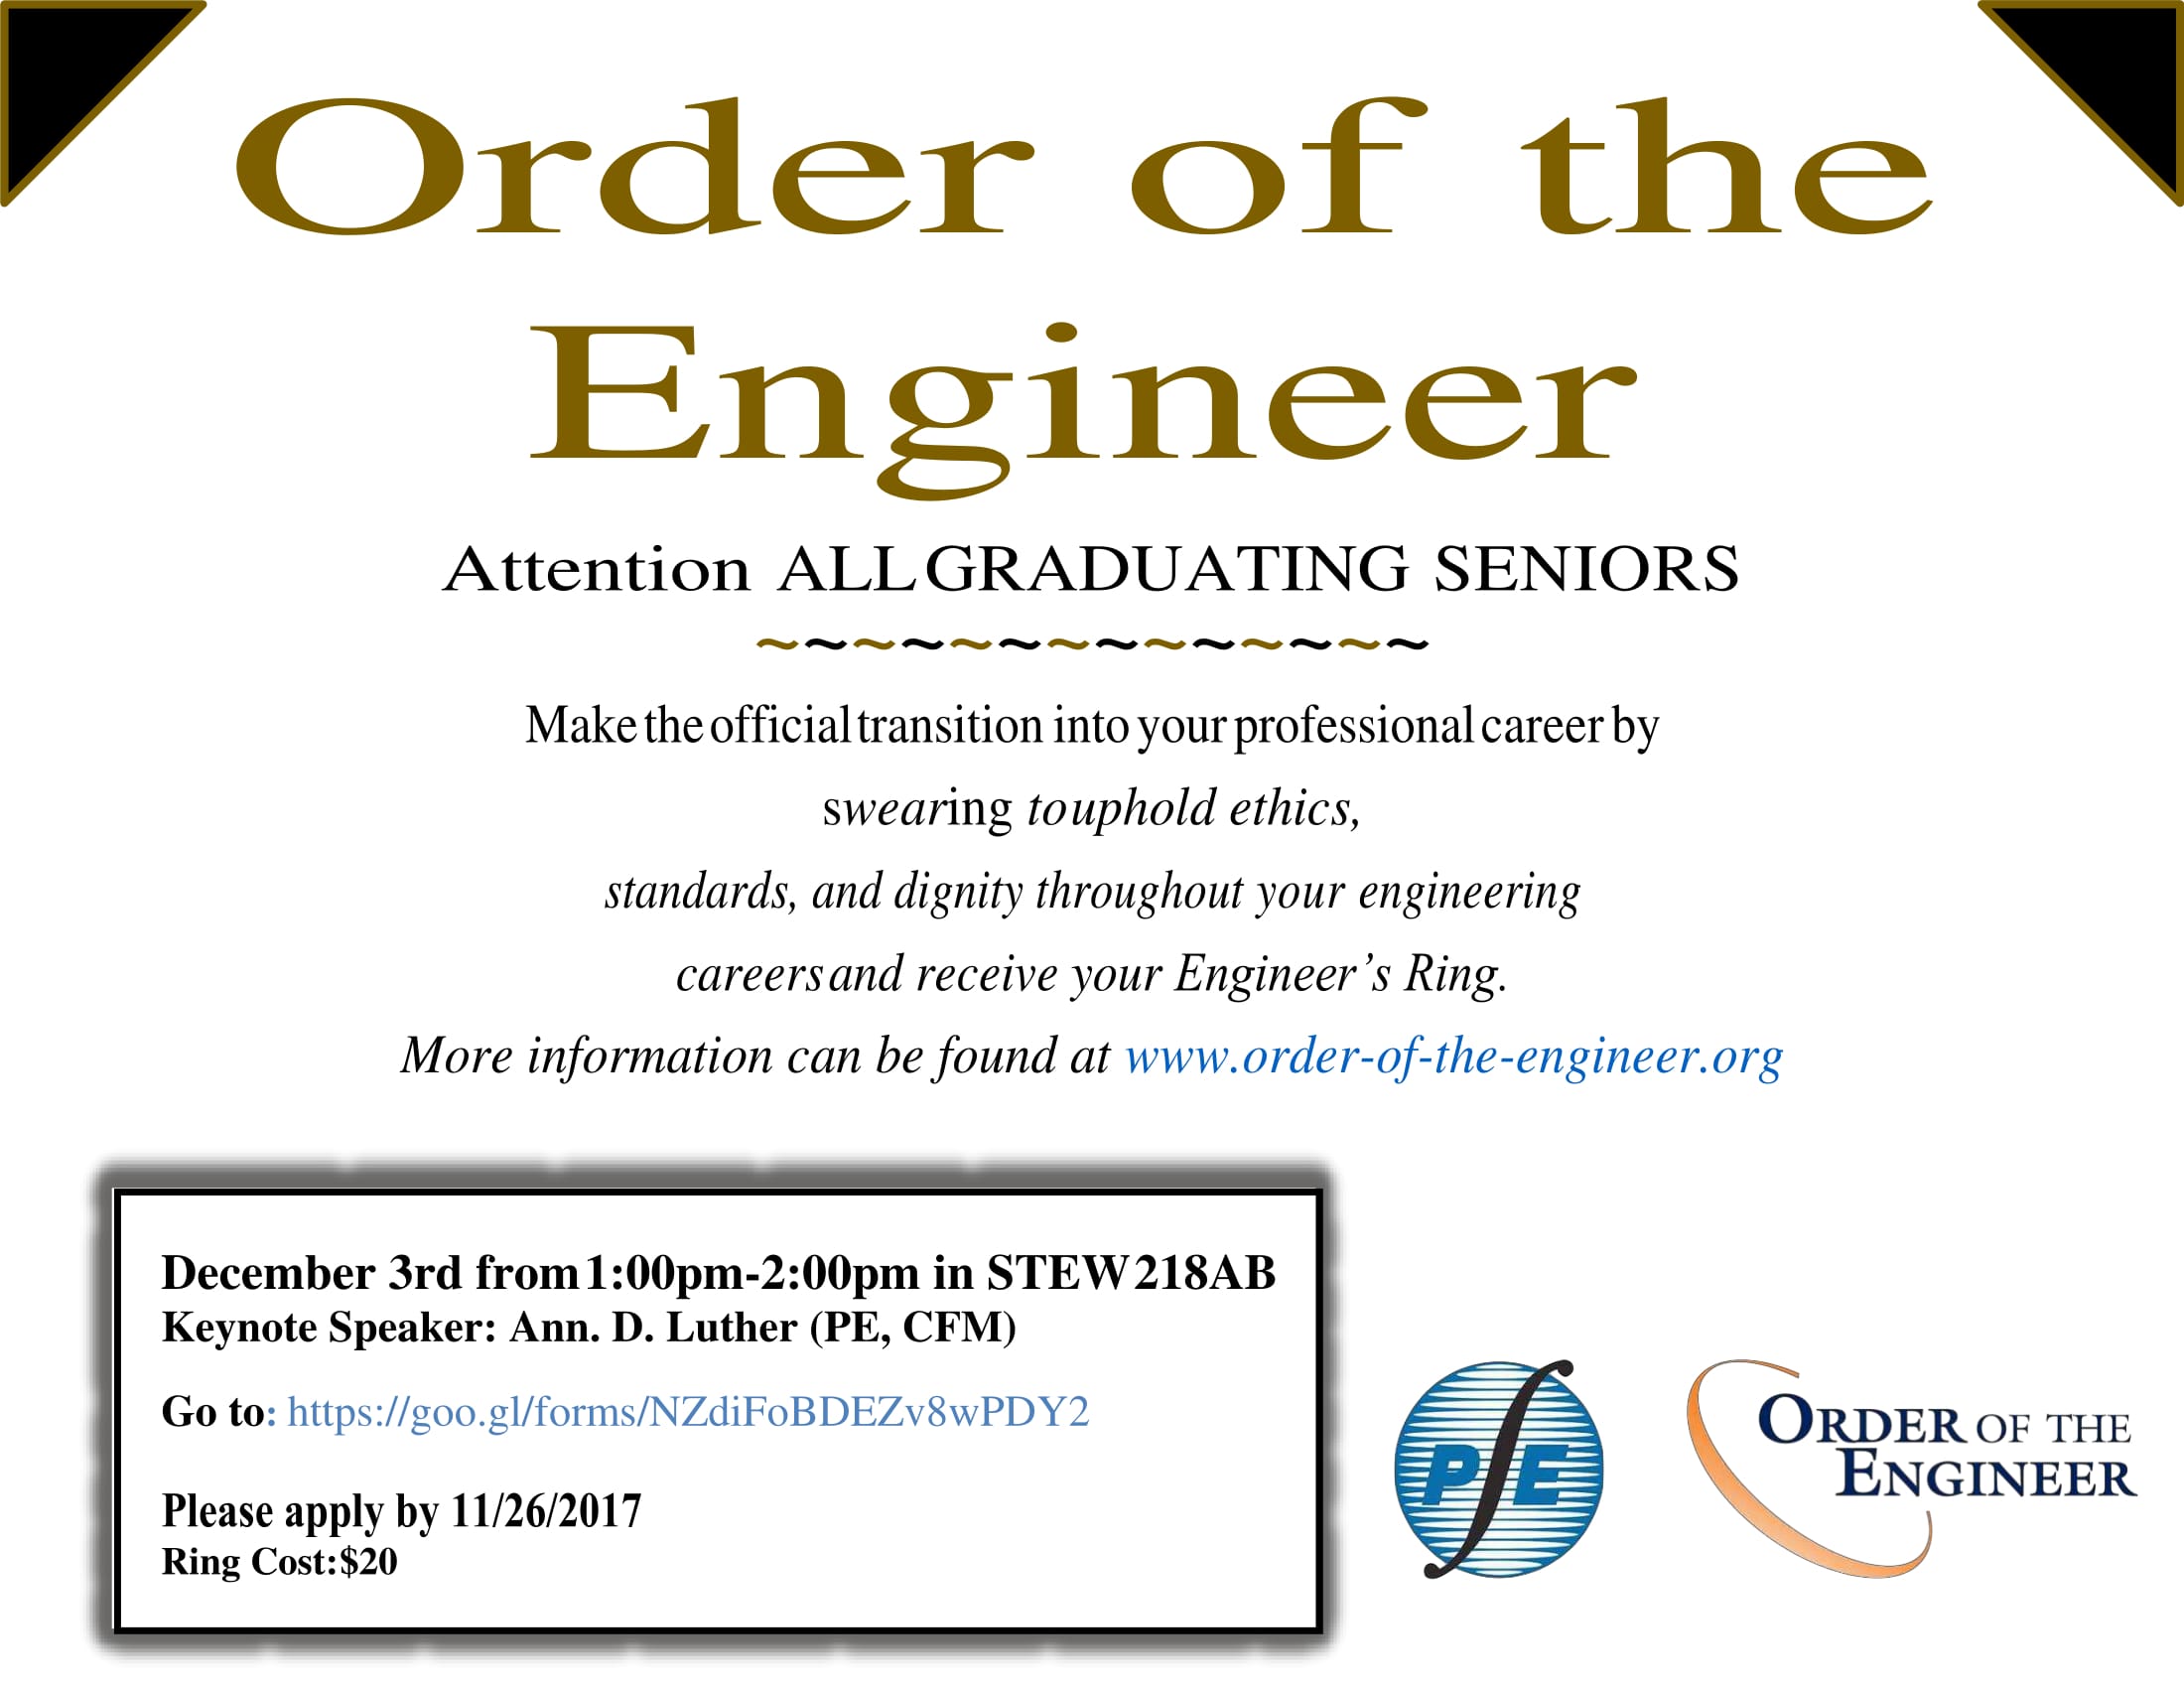 Order of the
Engineer
Attention ALL GRADUATING SENIORS
~~~~~~~~~~~~~~
Make the official transition into your professional career by
swearing to uphold ethics,
standards, and dignity throughout your engineering
careers and receive your Engineer’s Ring.
More information can be found at www.order-of-the-engineer.org
December 3rd from 1:00pm-2:00pm in STEW 218AB
Keynote Speaker: Ann. D. Luther (PE, CFM)
Go to: https://goo.gl/forms/NZdiFoBDEZv8wPDY2
Please apply by 11/26/2017
Ring Cost:$20
P∫E
ORDER OF THE
ENGINEER